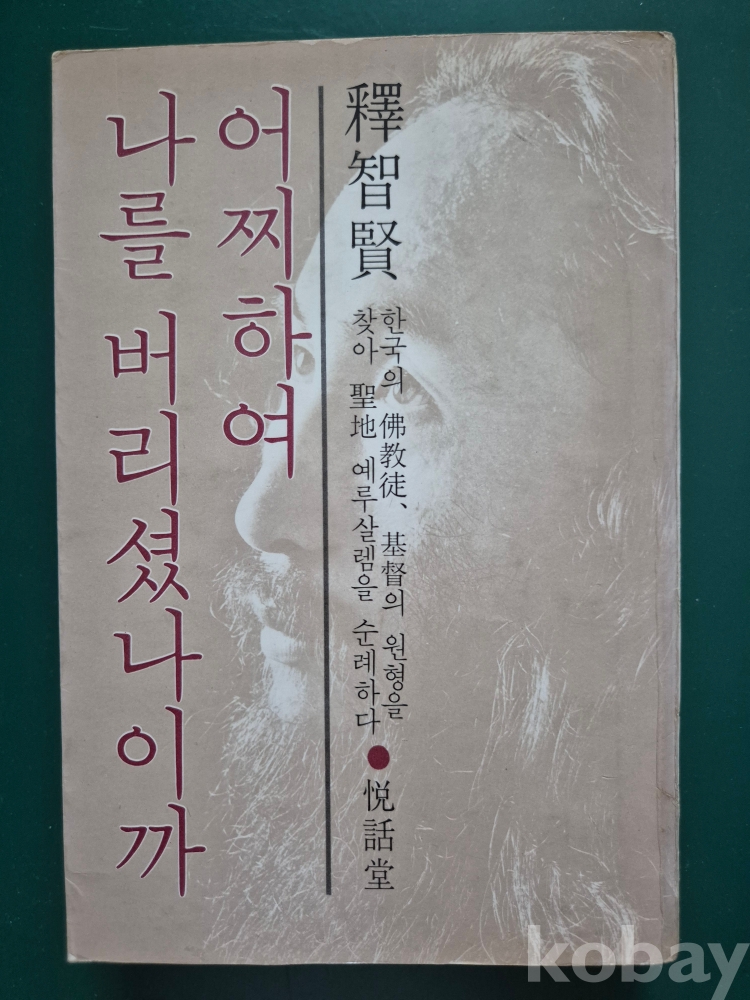 釋智賢
한국의 佛教徒、基督의 원형을
찾아 聖地 예루살렘을 순례하다
● 悦話堂
어찌하여
나를 버리셨나이까
kobay